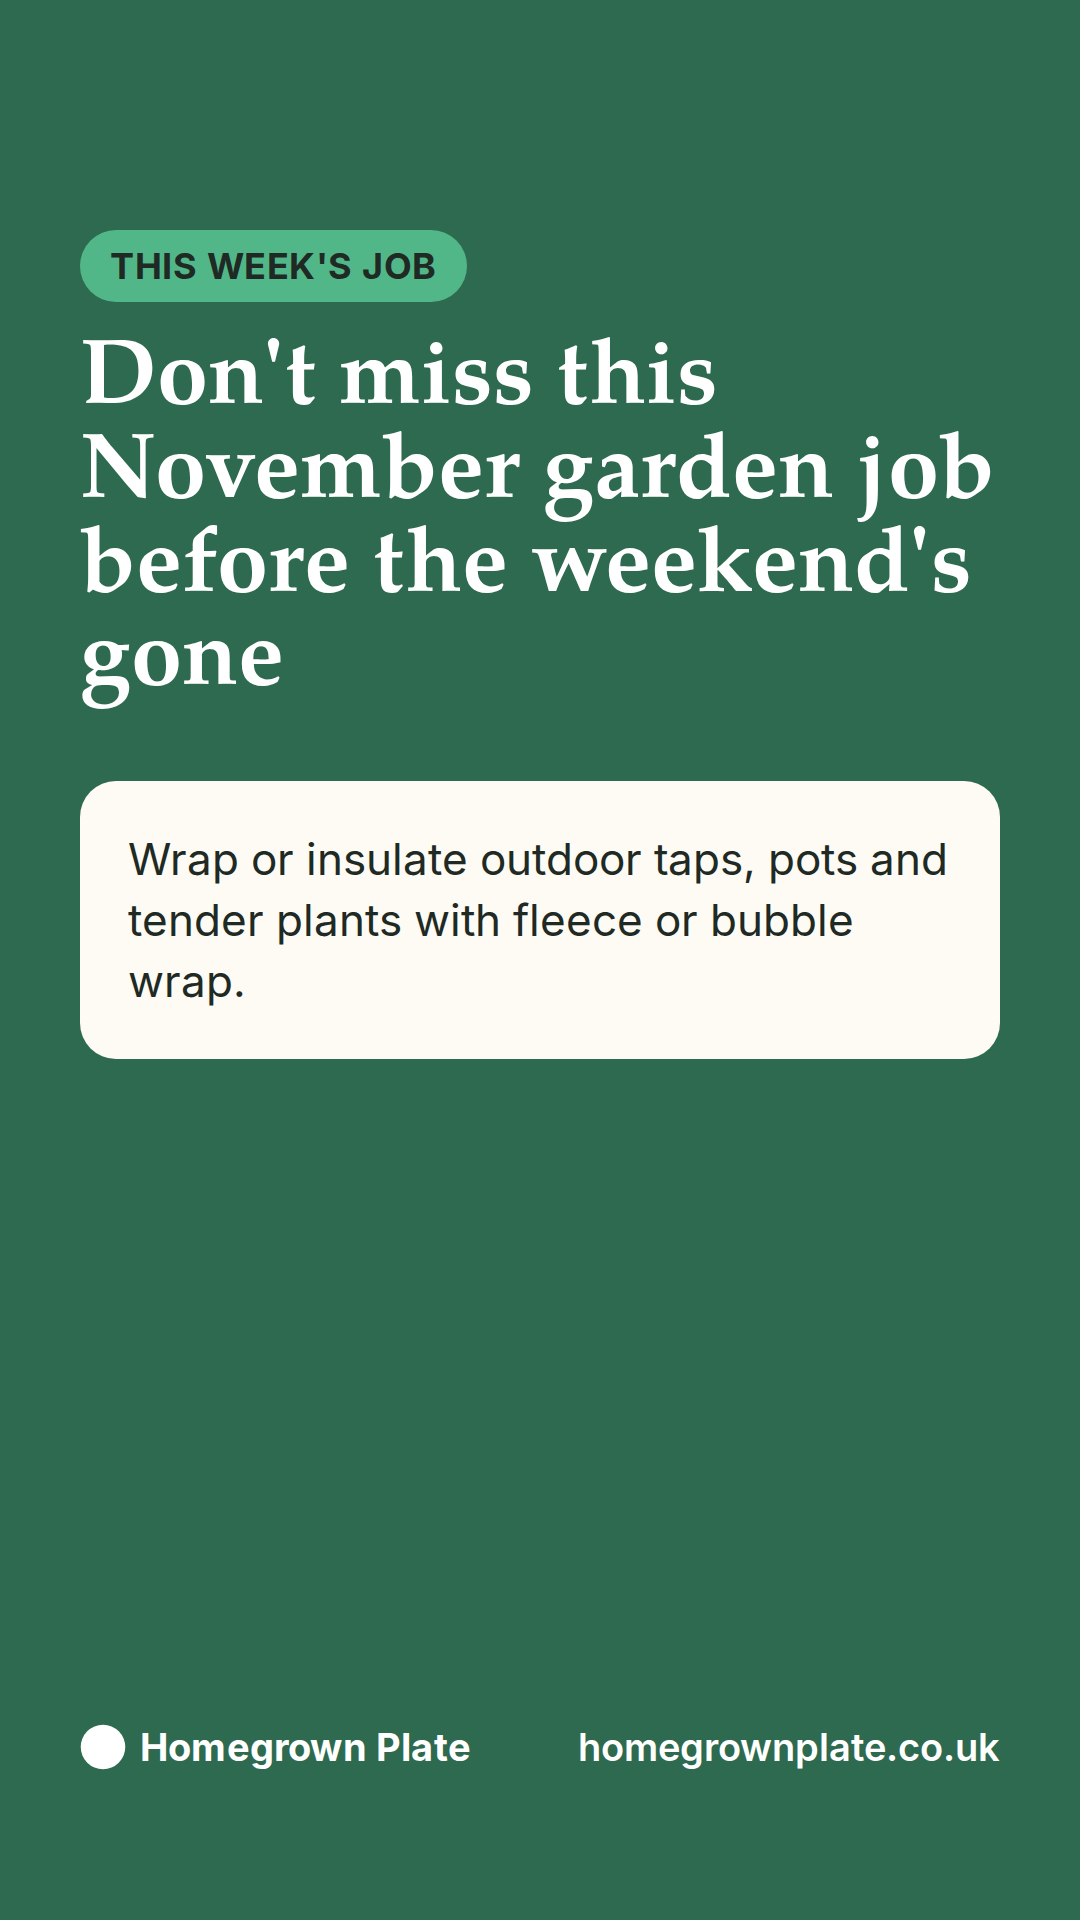 THIS WEEK'S JOB
Don't miss this
November garden job
before the weekend's
gone
Wrap or insulate outdoor taps, pots and
tender plants with fleece or bubble
wrap.
Homegrown Plate
homegrownplate.co.uk